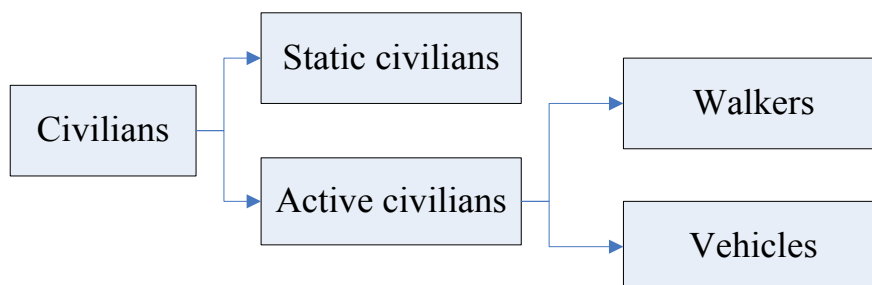 Civilians
Static civilians
Active civilians
Walkers
Vehicles